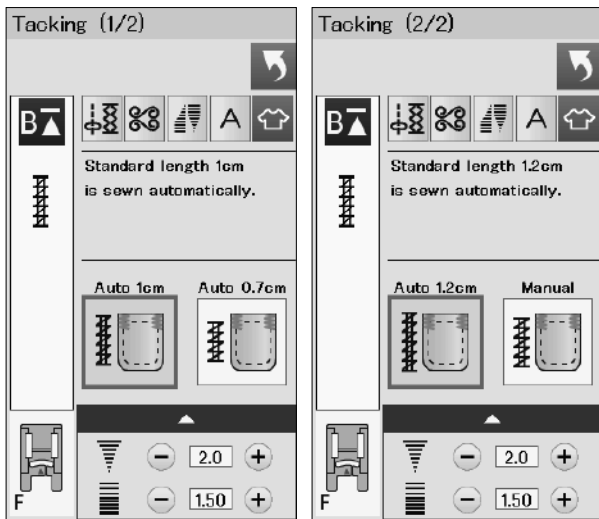 Tacking (1/2)
B
A
Standard length 1cm
is sewn automatically.
Auto 1cm Auto 0.7cm
2.0
F
1.50
Tacking (2/2)
B
A
Standard length 1.2cm
is sewn automatically.
Auto 1.2cm Manual
2.0
F
1.50